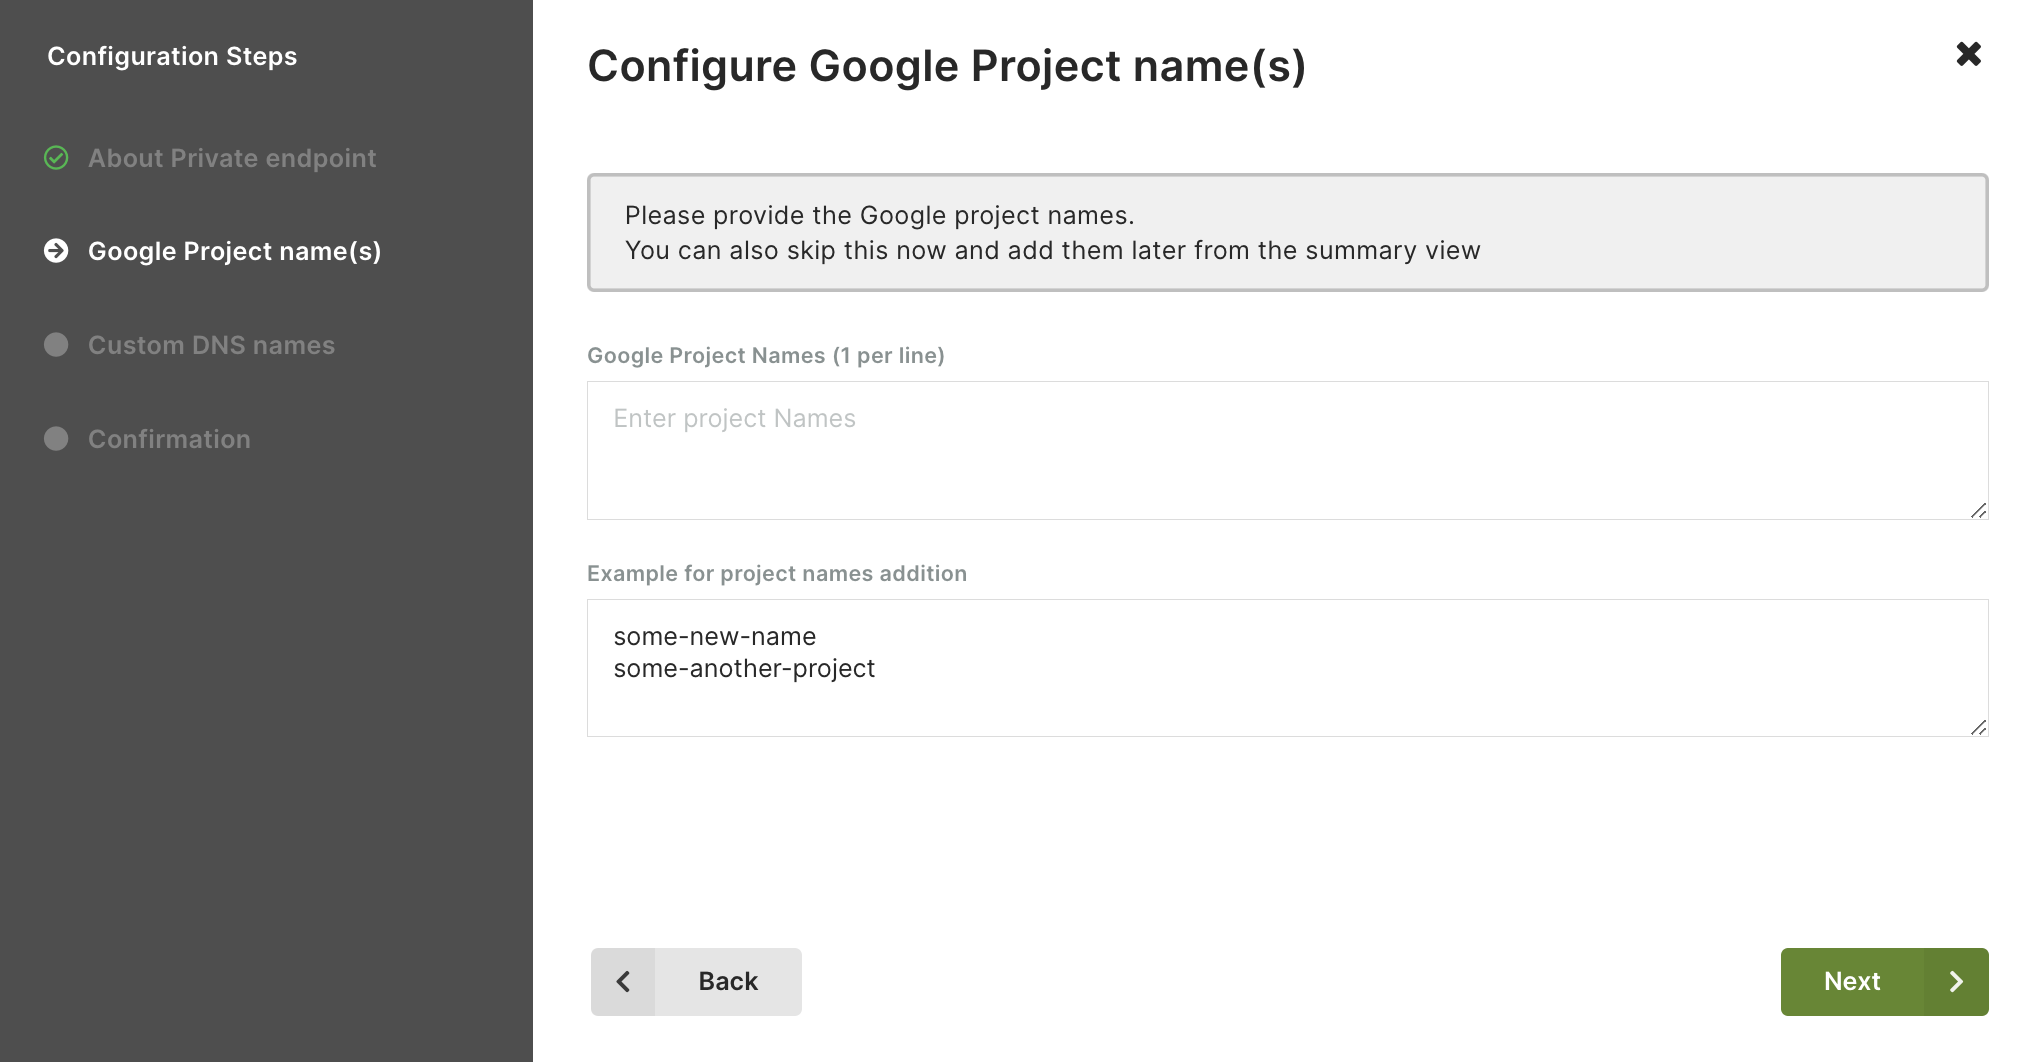 Configuration Steps
About Private endpoint
Google Project name(s)
Custom DNS names
Confirmation
Configure Google Project name(s)
Please provide the Google project names.
You can also skip this now and add them later from the summary view
Google Project Names (1 per line)
Enter project Names
Example for project names addition
some-new-name
some-another-project
Back
Next